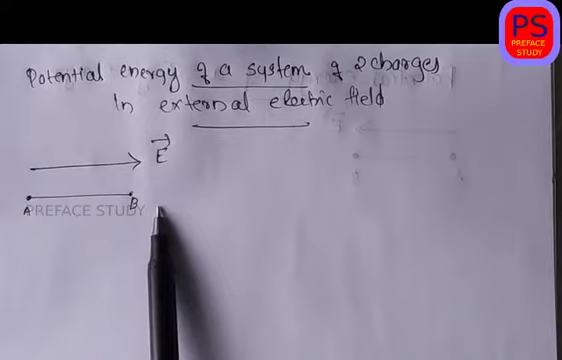 PS
PREFACE
STUDY
Potential energy of a system of 2 charges
In external electric field
E
A B
PREFACE STUDY